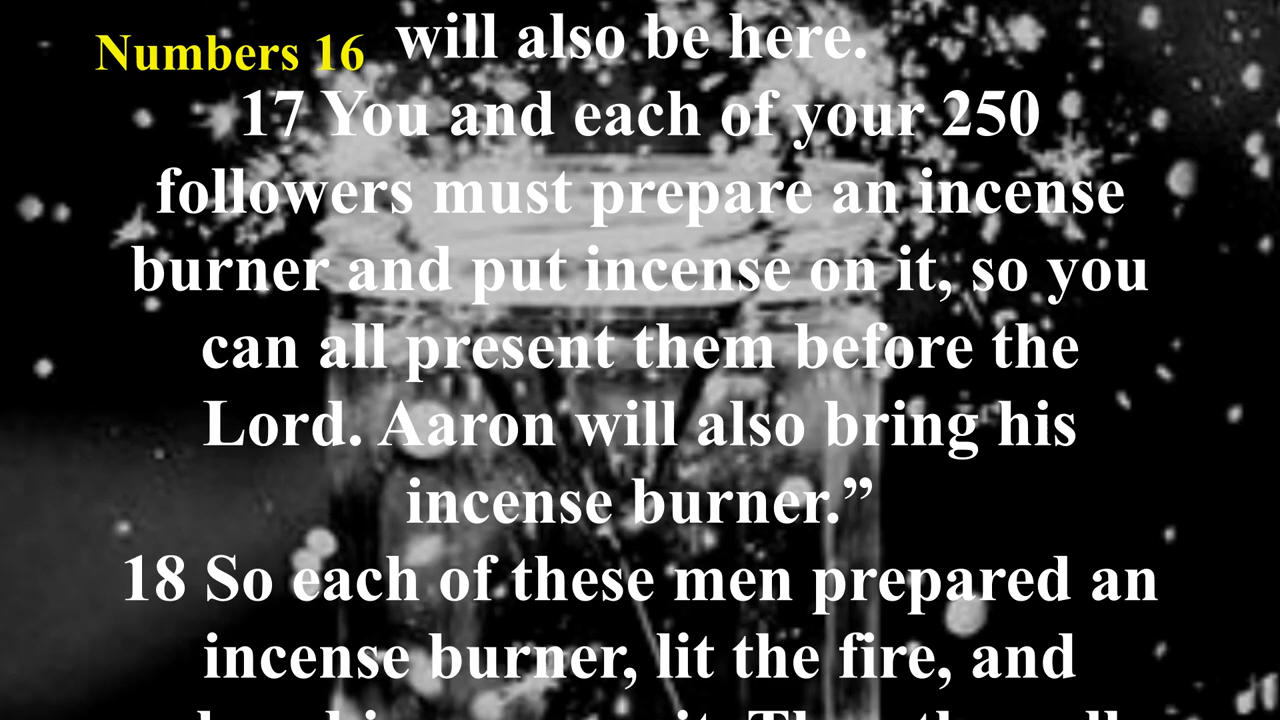 Numbers 16
will also be here.
17 You and each of your 250
followers must prepare an incense
burner and put incense on it, so you
can all present them before the
Lord. Aaron will also bring his
incense burner.”
18 So each of these men prepared an
incense burner, lit the fire, and